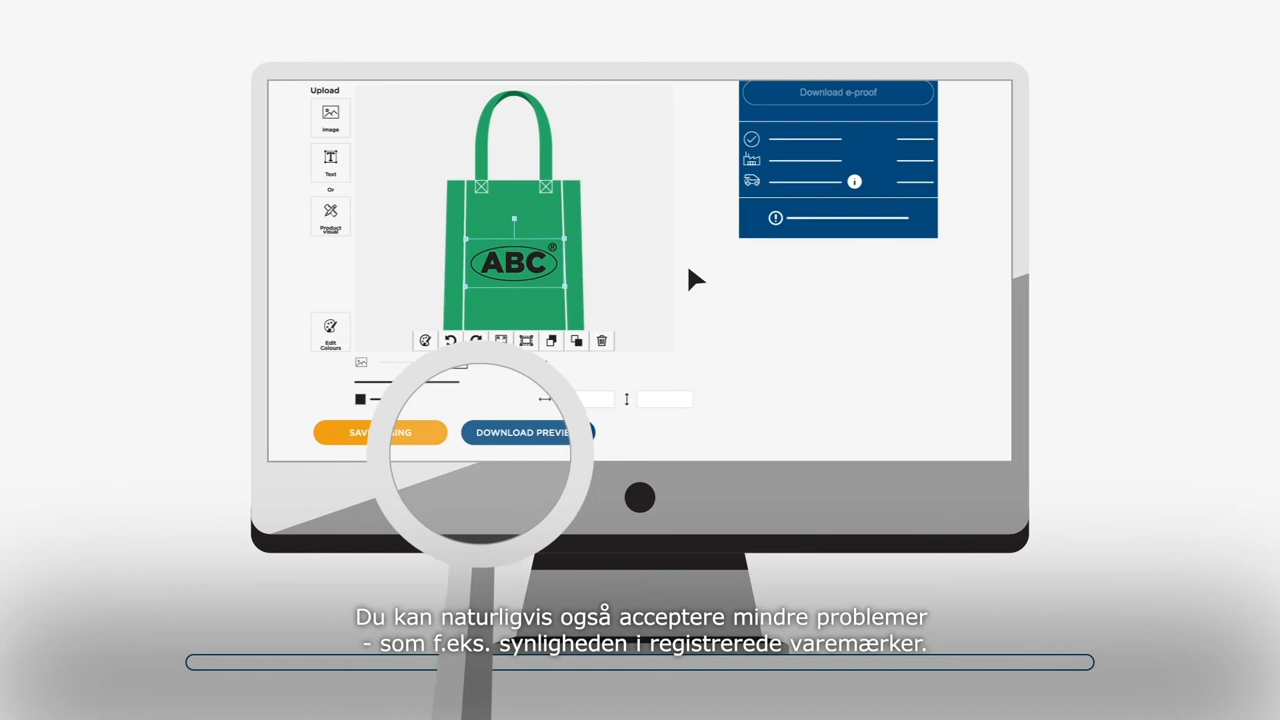 Upload
Image
Text
Or
Product
visual
Edit
Colours
ABC®
Download e-proof
DOWNLOAD
Du kan naturligvis også acceptere mindre problemer
- som f.eks. synligheden i registrerede varemærker.